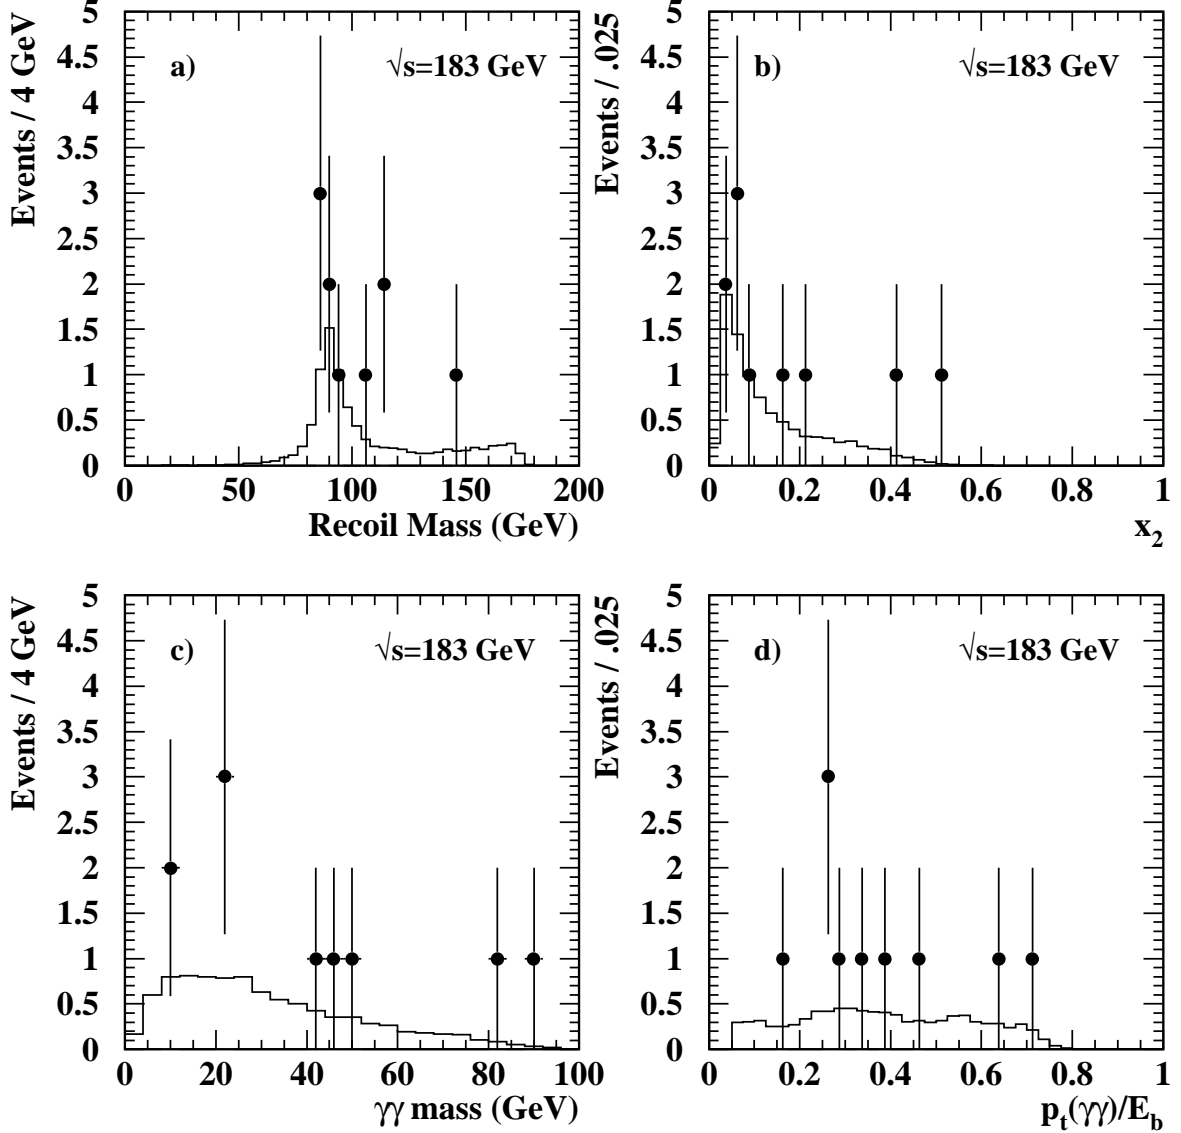 Events / 4 GeV
5
4.5
4
3.5
3
2.5
2
1.5
1
0.5
0
a)
√s=183 GeV
0 50 100 150 200
Recoil Mass (GeV)
Events / .025
5
4.5
4
3.5
3
2.5
2
1.5
1
0.5
0
b)
√s=183 GeV
0 0.2 0.4 0.6 0.8 1
x₂
Events / 4 GeV
5
4.5
4
3.5
3
2.5
2
1.5
1
0.5
0
c)
√s=183 GeV
0 20 40 60 80 100
γγ mass (GeV)
Events / .025
5
4.5
4
3.5
3
2.5
2
1.5
1
0.5
0
d)
√s=183 GeV
0 0.2 0.4 0.6 0.8 1
p_t(γγ)/E_b